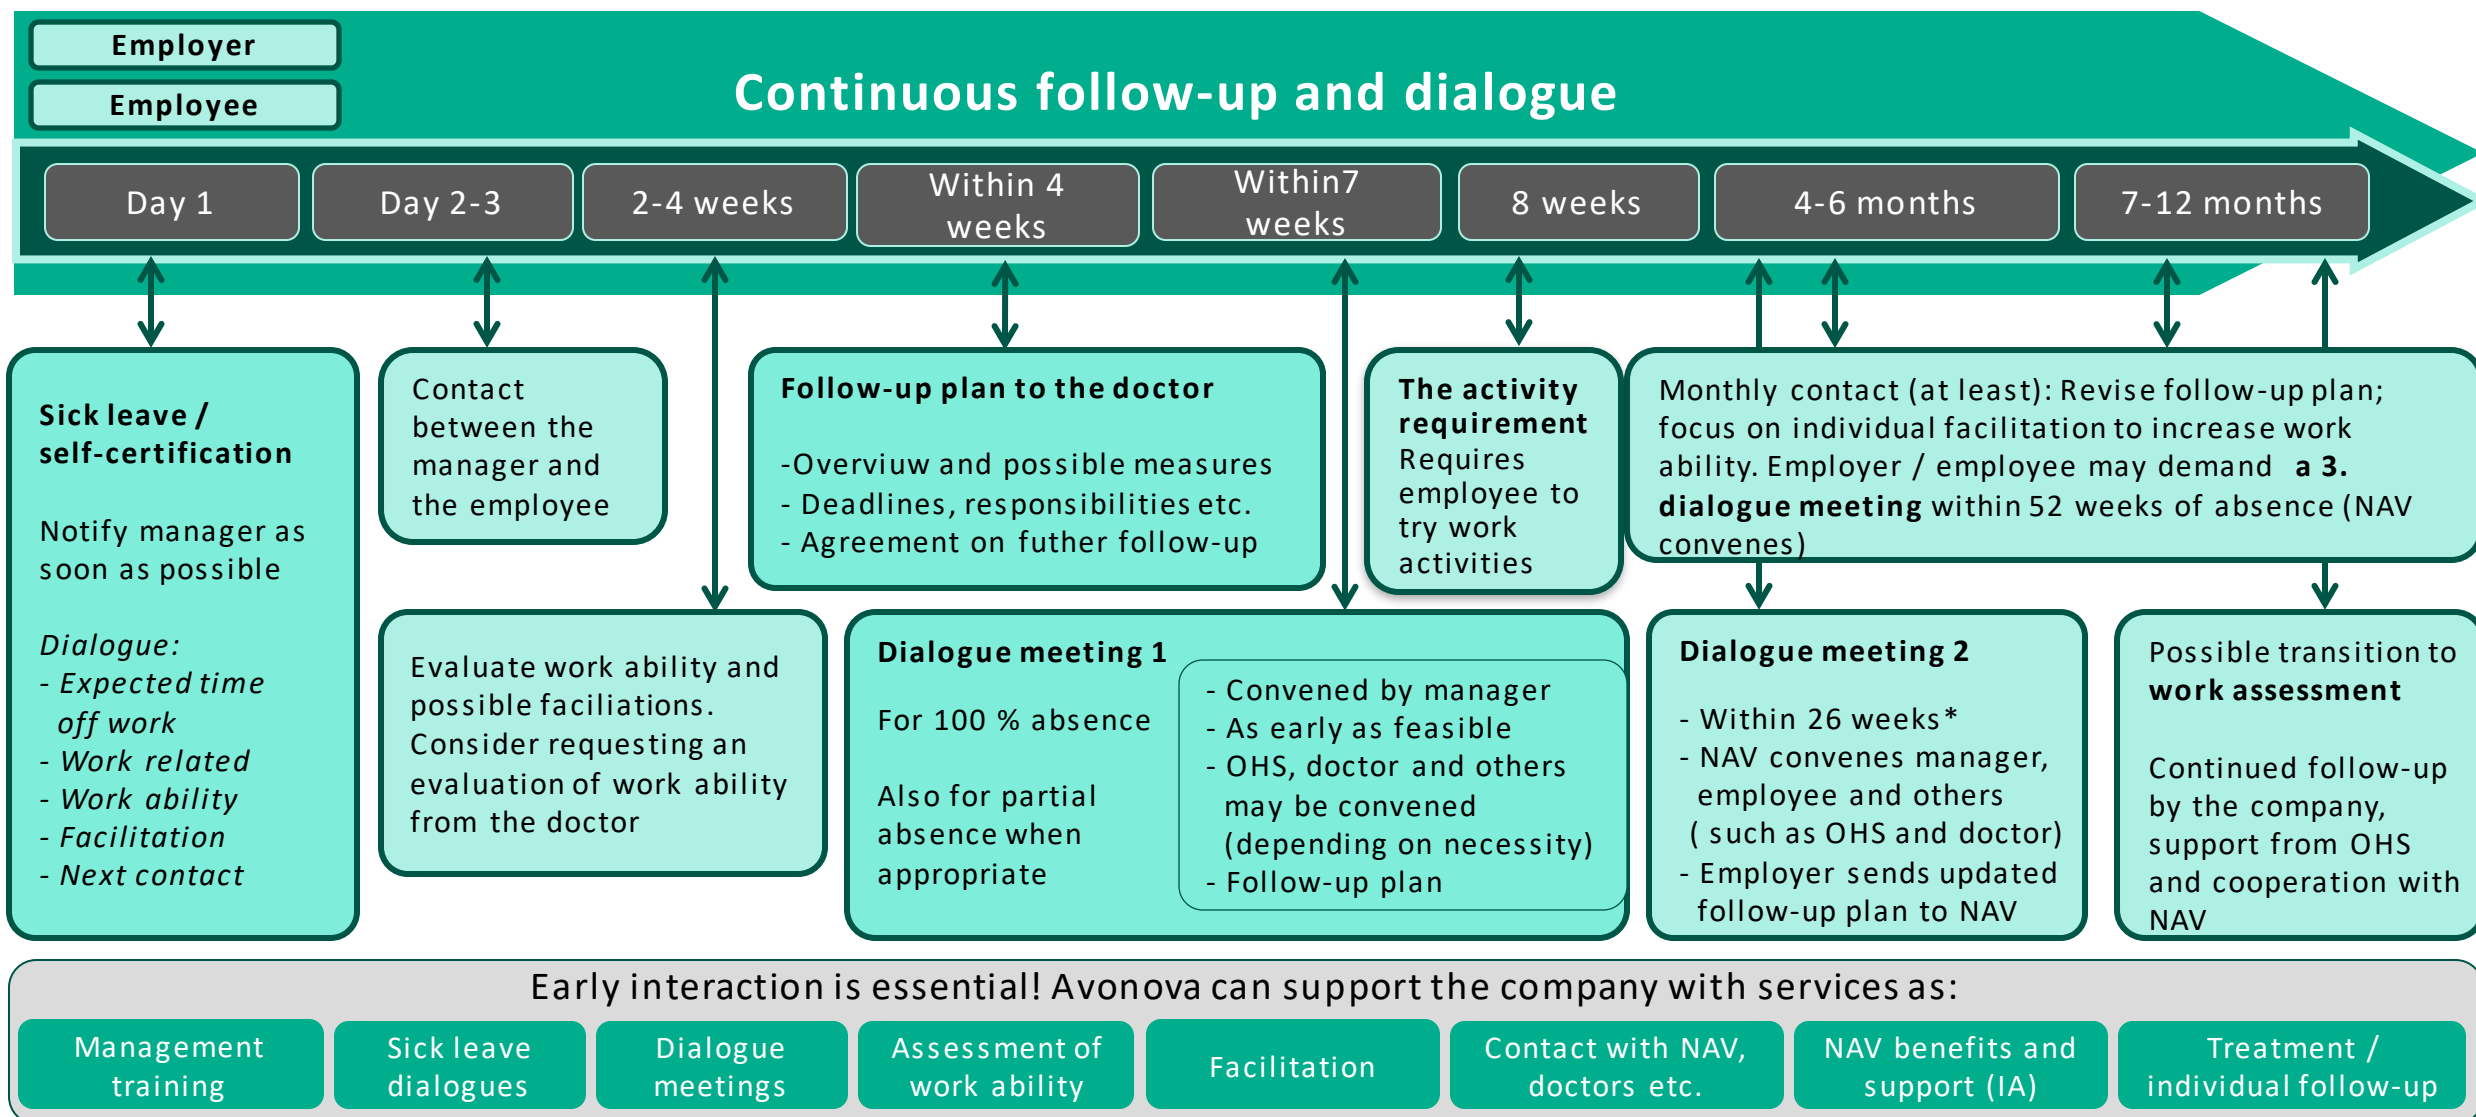 Employer
Employee
Continuous follow-up and dialogue
Day 1
Day 2-3
2-4 weeks
Within 4
weeks
Within7
weeks
8 weeks
4-6 months
7-12 months
Sick leave /
self-certification
Notify manager as
soon as possible
Dialogue:
- Expected time
off work
- Work related
- Work ability
- Facilitation
- Next contact
Contact
between the
manager and
the employee
Evaluate work ability and
possible faciliations.
Consider requesting an
evaluation of work ability
from the doctor
Follow-up plan to the doctor
-Overviuw and possible measures
- Deadlines, responsibilities etc.
- Agreement on futher follow-up
Dialogue meeting 1
For 100 % absence
Also for partial
absence when
appropriate
- Convened by manager
- As early as feasible
- OHS, doctor and others
may be convened
(depending on necessity)
- Follow-up plan
The activity
requirement
Requires
employee to
try work
activities
Monthly contact (at least): Revise follow-up plan;
focus on individual facilitation to increase work
ability. Employer / employee may demand a 3.
dialogue meeting within 52 weeks of absence (NAV
convenes)
Dialogue meeting 2
- Within 26 weeks*
- NAV convenes manager,
employee and others
( such as OHS and doctor)
- Employer sends updated
follow-up plan to NAV
Possible transition to
work assessment
Continued follow-up
by the company,
support from OHS
and cooperation with
NAV
Early interaction is essential! Avonova can support the company with services as:
Management
training
Sick leave
dialogues
Dialogue
meetings
Assessment of
work ability
Facilitation
Contact with NAV,
doctors etc.
NAV benefits and
support (IA)
Treatment /
individual follow-up